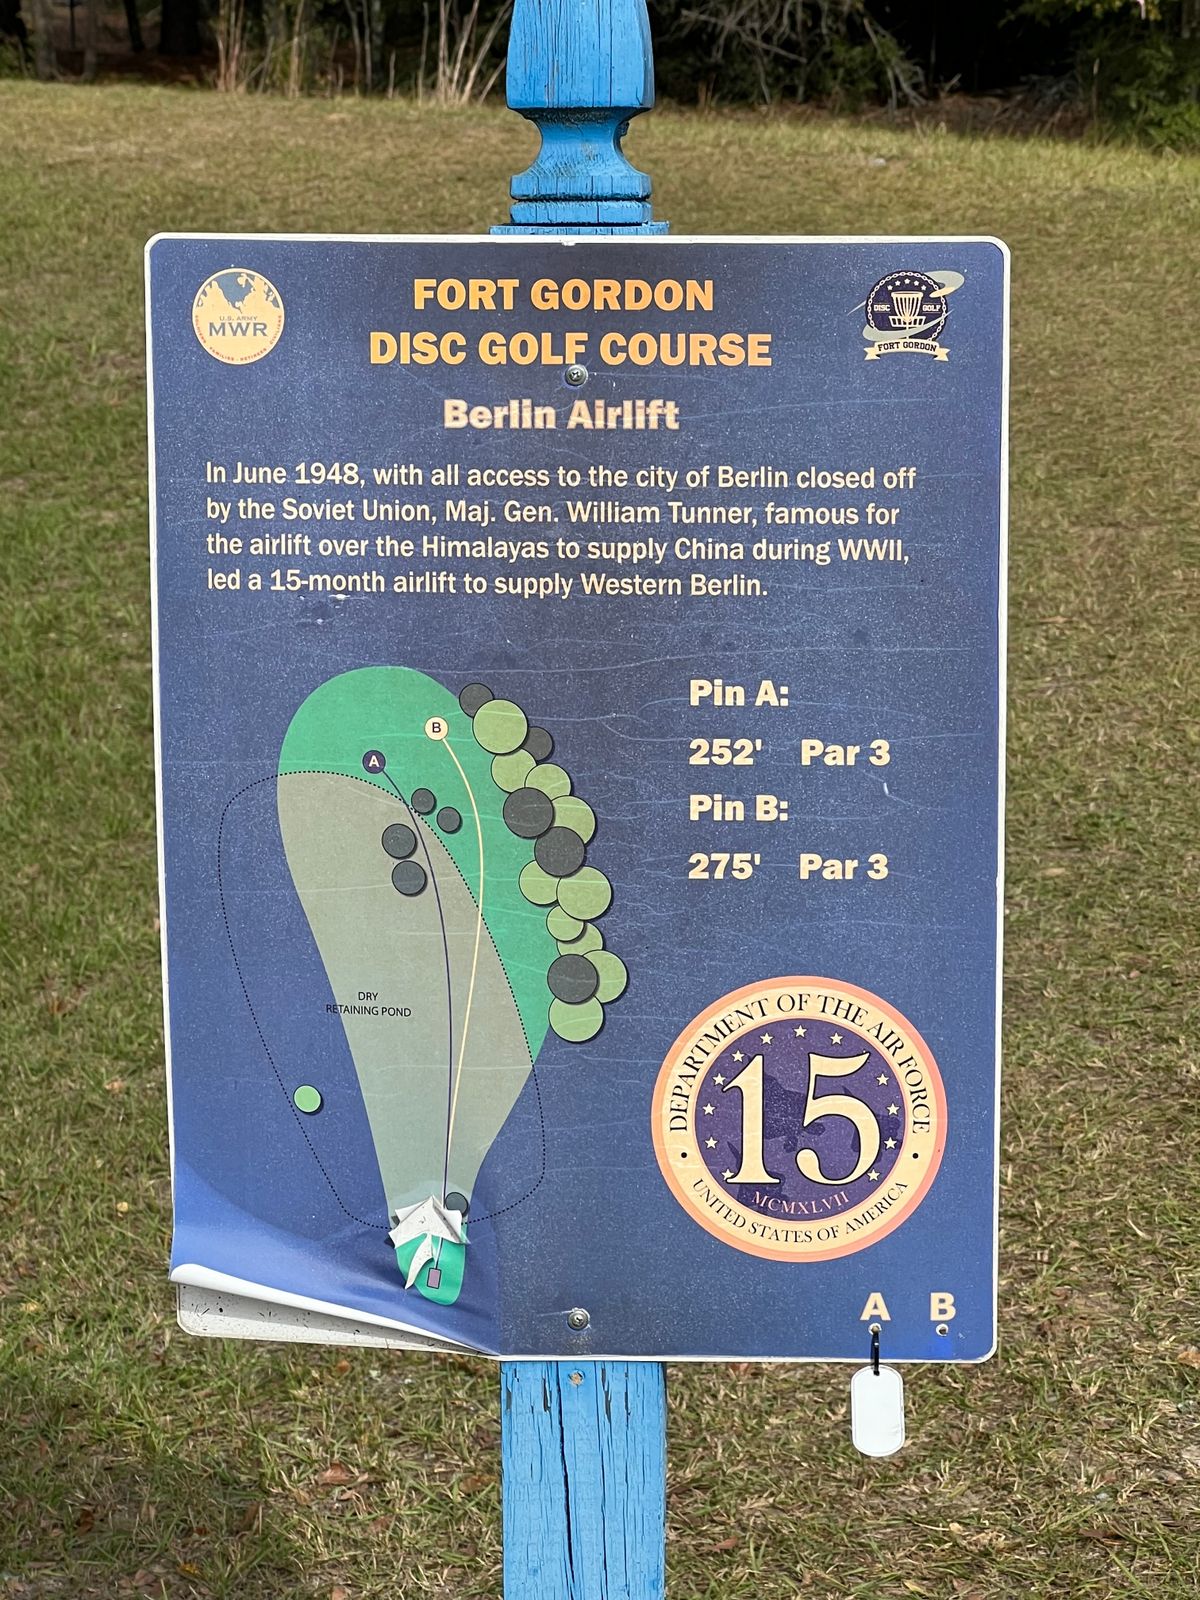 U.S. ARMY
MWR
SOLDIERS • FAMILIES • RETIREES • CIVILIANS
FORT GORDON
DISC GOLF COURSE
DISC GOLF
FORT GORDON
Berlin Airlift
In June 1948, with all access to the city of Berlin closed off
by the Soviet Union, Maj. Gen. William Tunner, famous for
the airlift over the Himalayas to supply China during WWII,
led a 15-month airlift to supply Western Berlin.
B
A
DRY
RETAINING POND
Pin A:
252' Par 3
Pin B:
275' Par 3
DEPARTMENT OF THE AIR FORCE
15
MCMXLVII
UNITED STATES OF AMERICA
A B